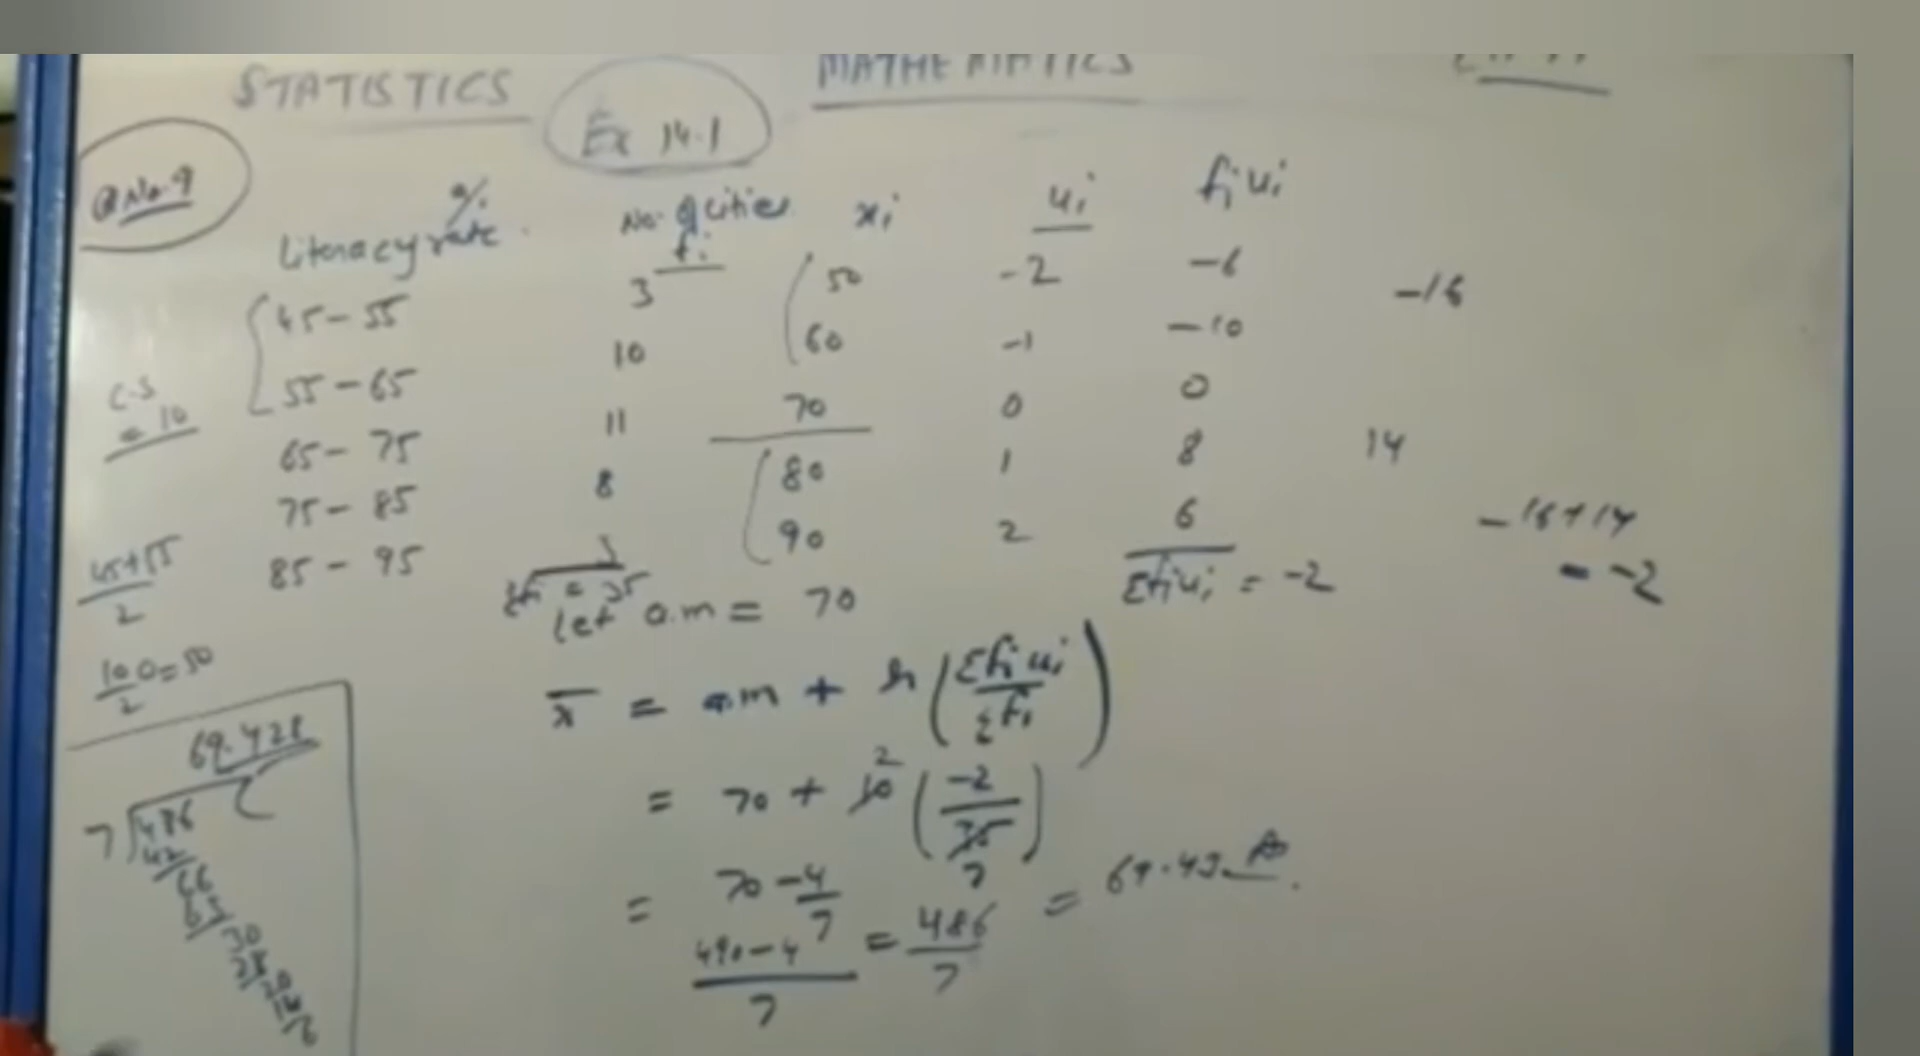 STATISTICS
MATHEMATICS
Ex 14.1
Q No. 9
Literacy rate %
No. of cities fi
xi
ui
fiui
45 - 55 3 50 -2 -6
55 - 65 10 60 -1 -10
65 - 75 11 70 0 0
75 - 85 8 80 1 8
85 - 95 3 90 2 6
-16
14
-16+14
= -2
C.S
= 10
45+55/2
100/2=50
Σfi = 35
Σfiui = -2
let a.m = 70
x̄ = a.m + h (Σfiui/Σfi)
= 70 + 10 2 (-2/35 7)
= 70 - 4/7
490-4/7 = 486/7 = 69.43
69.428
7 486
42
66